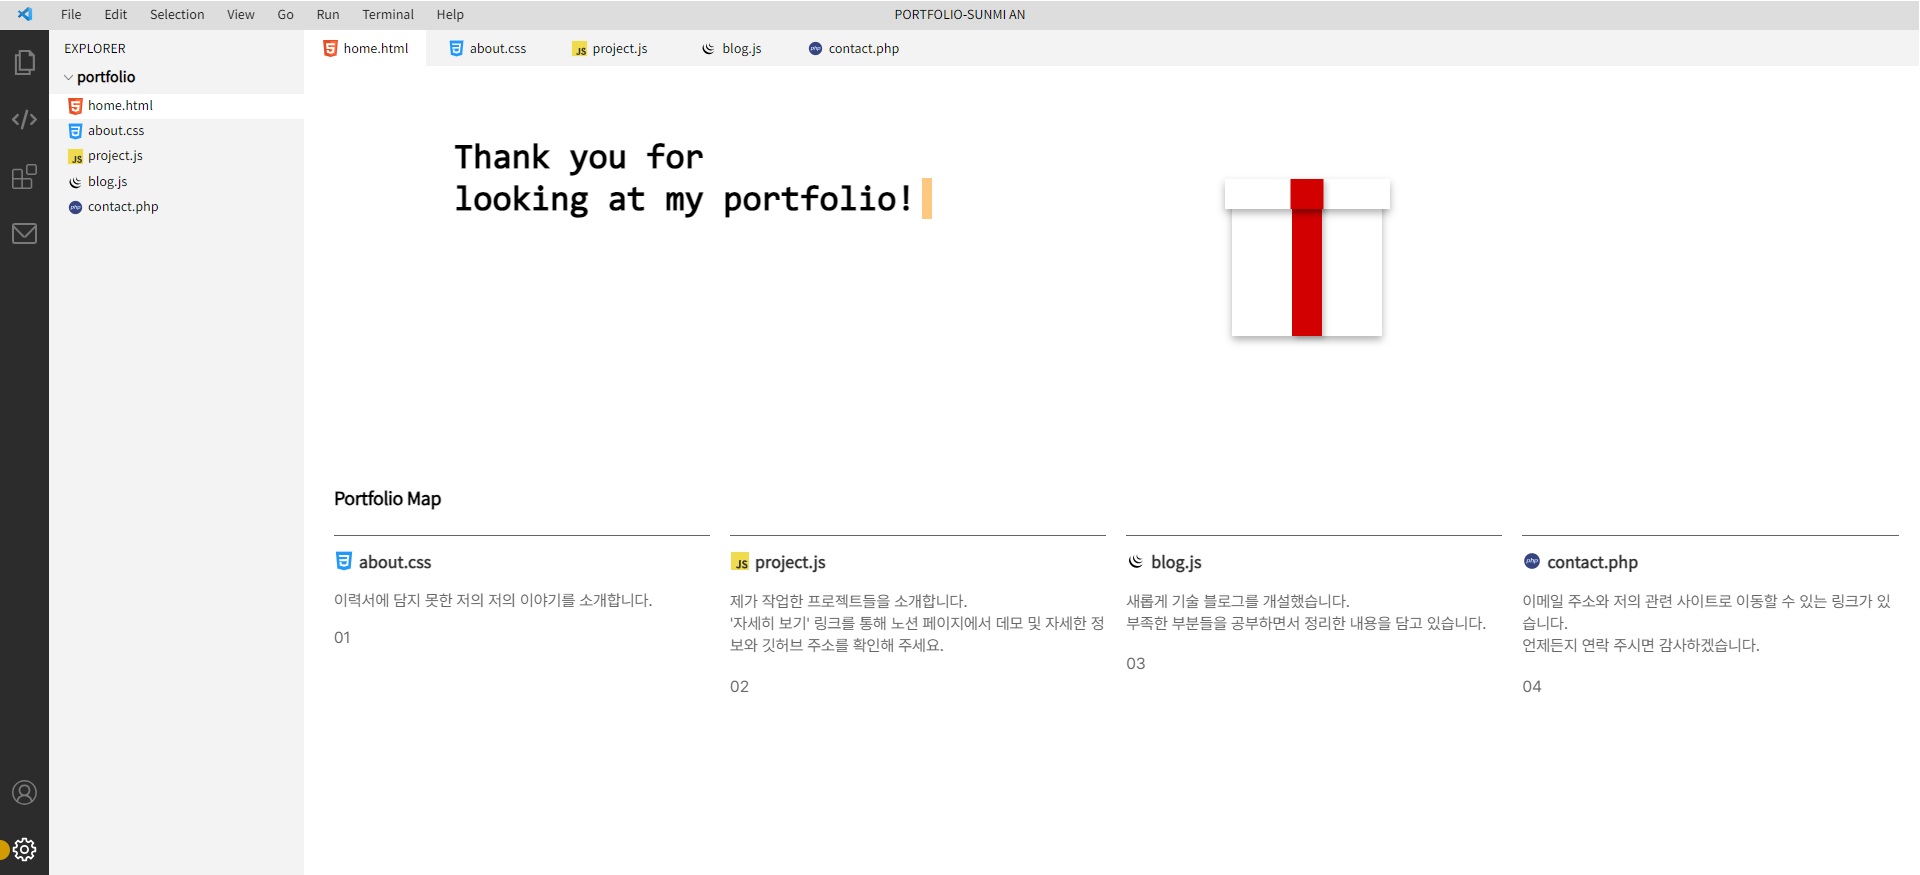 File Edit Selection View Go Run Terminal Help PORTFOLIO-SUNMI AN
EXPLORER
portfolio
home.html
about.css
project.js
blog.js
contact.php
home.html about.css project.js blog.js contact.php
Thank you for
looking at my portfolio!
Portfolio Map
about.css
이력서에 담지 못한 저의 저의 이야기를 소개합니다.
01
project.js
제가 작업한 프로젝트들을 소개합니다.
'자세히 보기' 링크를 통해 노션 페이지에서 데모 및 자세한 정
보와 깃허브 주소를 확인해 주세요.
02
blog.js
새롭게 기술 블로그를 개설했습니다.
부족한 부분들을 공부하면서 정리한 내용을 담고 있습니다.
03
contact.php
이메일 주소와 저의 관련 사이트로 이동할 수 있는 링크가 있
습니다.
언제든지 연락 주시면 감사하겠습니다.
04